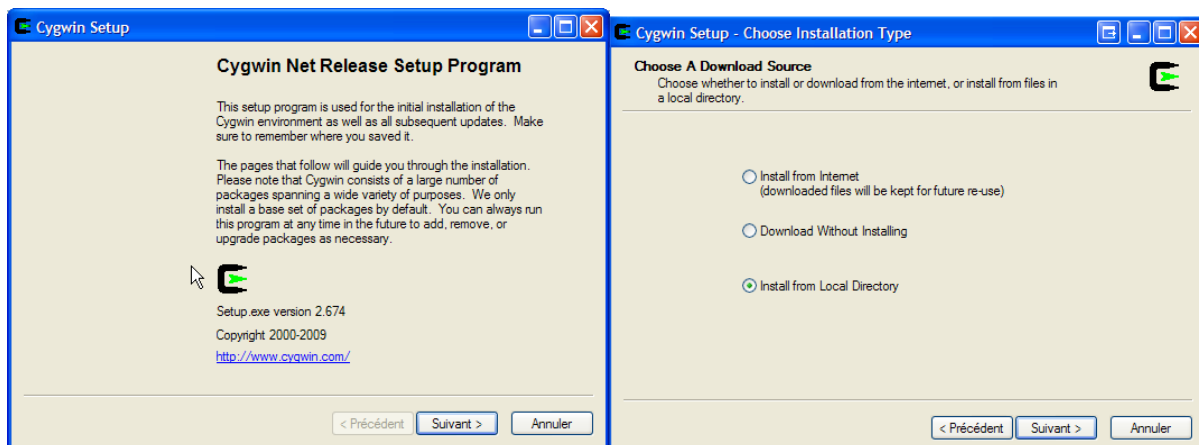 Cygwin Setup
Cygwin Net Release Setup Program
This setup program is used for the initial installation of the
Cygwin environment as well as all subsequent updates. Make
sure to remember where you saved it.
The pages that follow will guide you through the installation.
Please note that Cygwin consists of a large number of
packages spanning a wide variety of purposes. We only
install a base set of packages by default. You can always run
this program at any time in the future to add, remove, or
upgrade packages as necessary.
Setup.exe version 2.674
Copyright 2000-2009
http://www.cygwin.com/
< Précédent
Suivant >
Annuler
Cygwin Setup - Choose Installation Type
Choose A Download Source
Choose whether to install or download from the internet, or install from files in
a local directory.
Install from Internet
(downloaded files will be kept for future re-use)
Download Without Installing
Install from Local Directory
< Précédent
Suivant >
Annuler